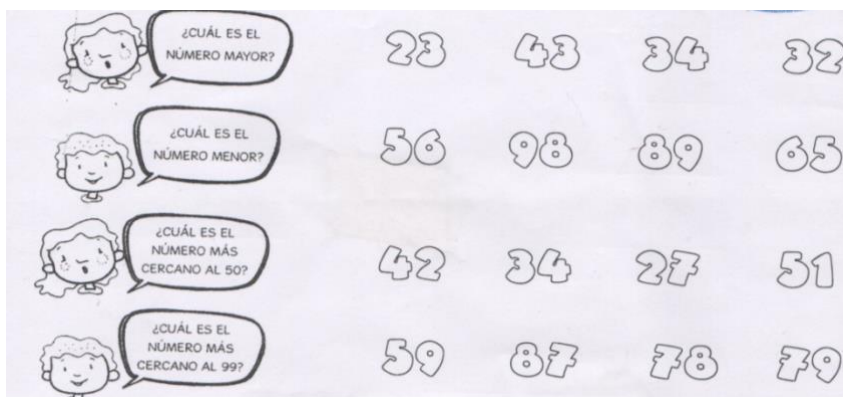 ¿CUÁL ES EL
NÚMERO MAYOR?
23 43 34 32
¿CUÁL ES EL
NÚMERO MENOR?
56 98 89 65
¿CUÁL ES EL
NÚMERO MÁS
CERCANO AL 50?
42 34 27 51
¿CUÁL ES EL
NÚMERO MÁS
CERCANO AL 99?
59 87 78 79